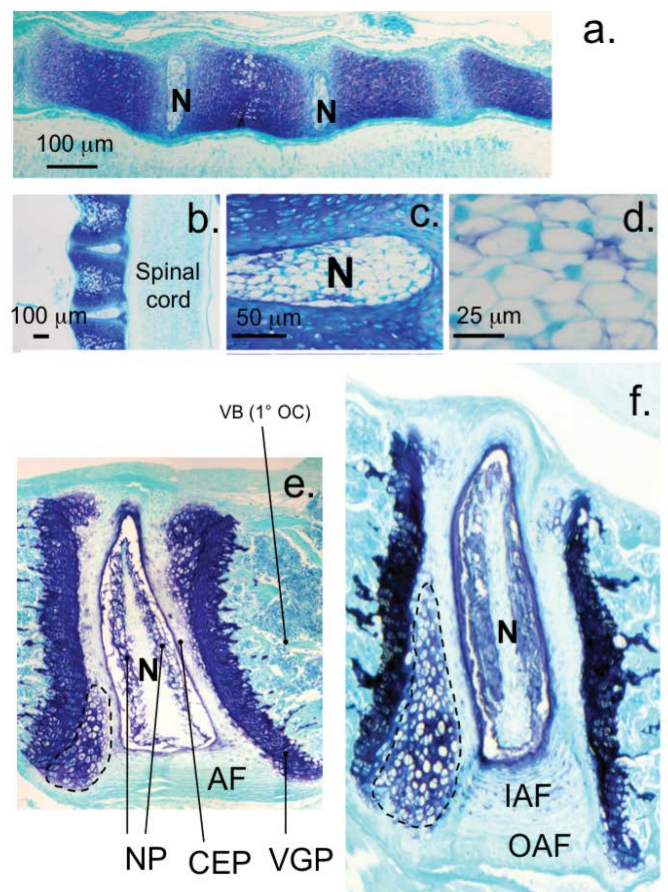 a.
N
N
100 μm
b.
Spinal
cord
100 μm
c.
N
50 μm
d.
25 μm
VB (1° OC)
e.
N
AF
NP
CEP
VGP
f.
N
IAF
OAF